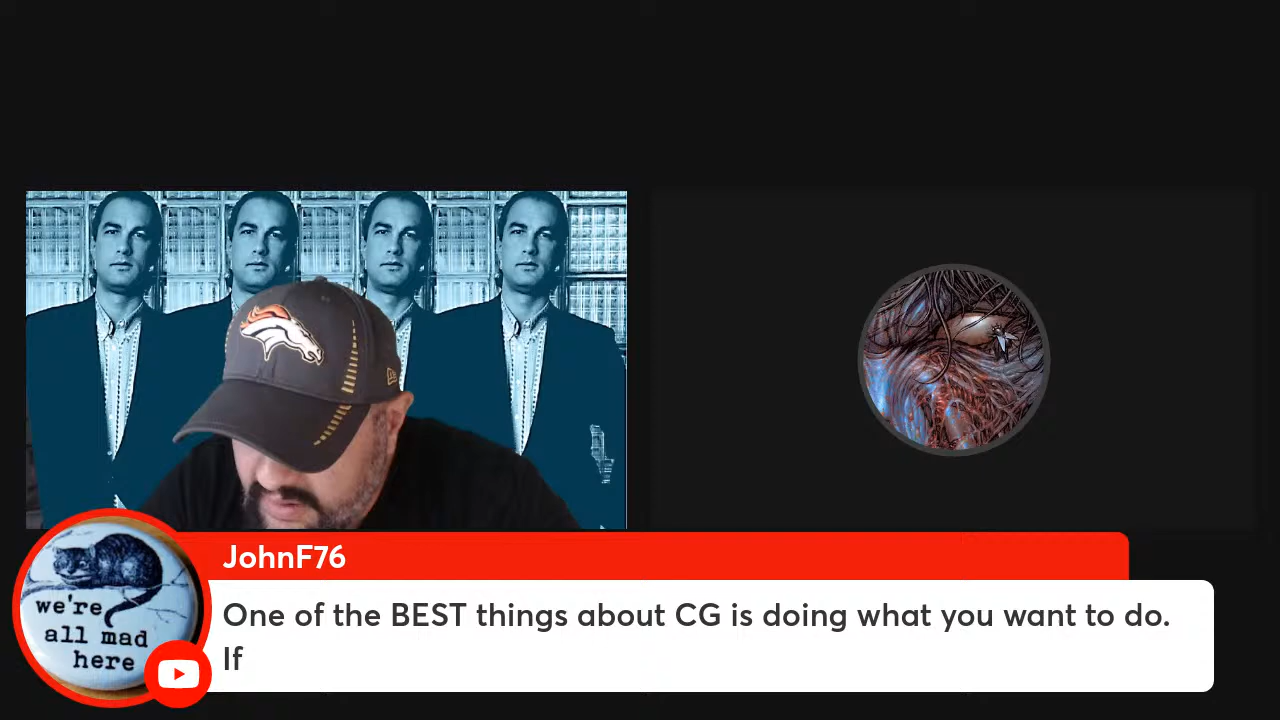 JohnF76
One of the BEST things about CG is doing what you want to do.
If
we're
all mad
here